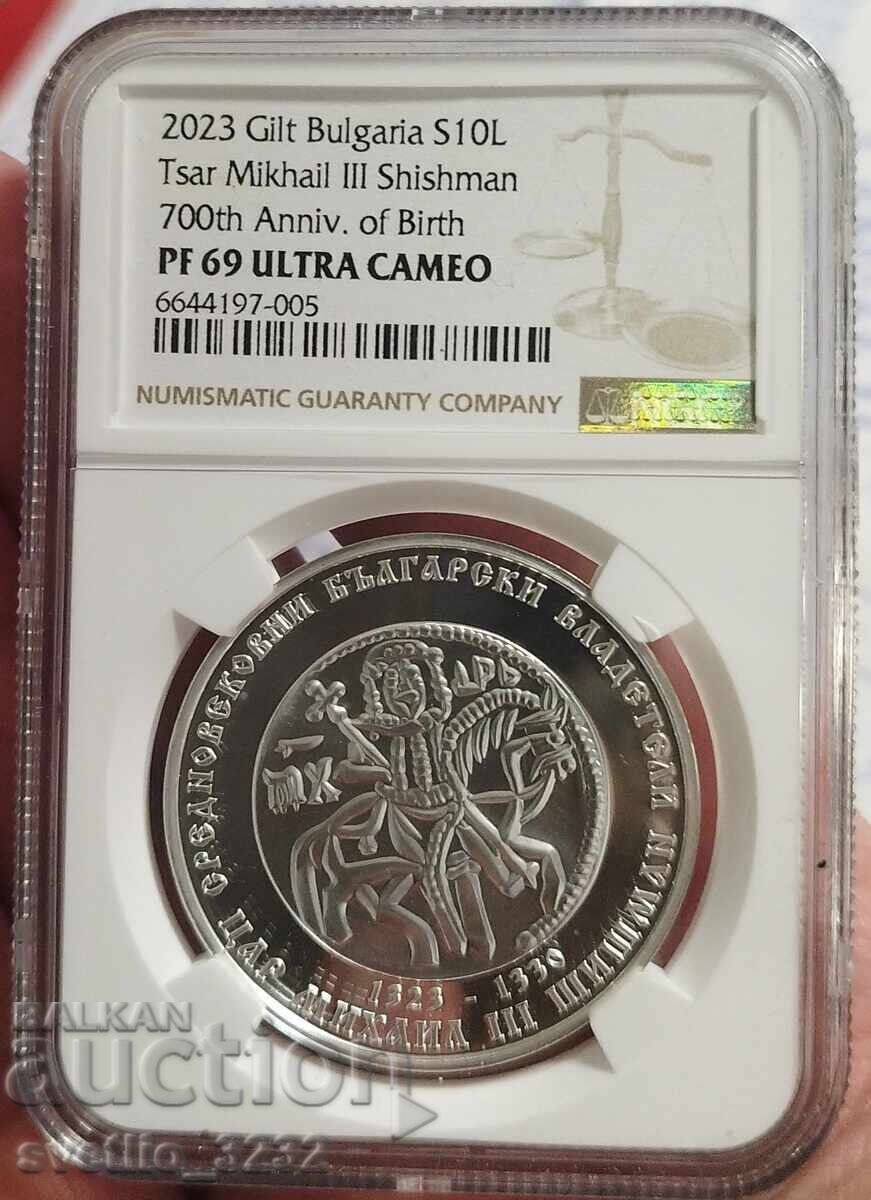 2023 Gilt Bulgaria S10L
Tsar Mikhail III Shishman
700th Anniv. of Birth
PF 69 ULTRA CAMEO
6644197-005
NUMISMATIC GUARANTY COMPANY
СРЕДНОВЕКОВНИ БЪЛГАРСКИ ВЛАДЕТЕЛИ
ЦАР МИХАИЛ III ШИШМАН
1323 - 1330
BALKAN
auction
svetlio_3232